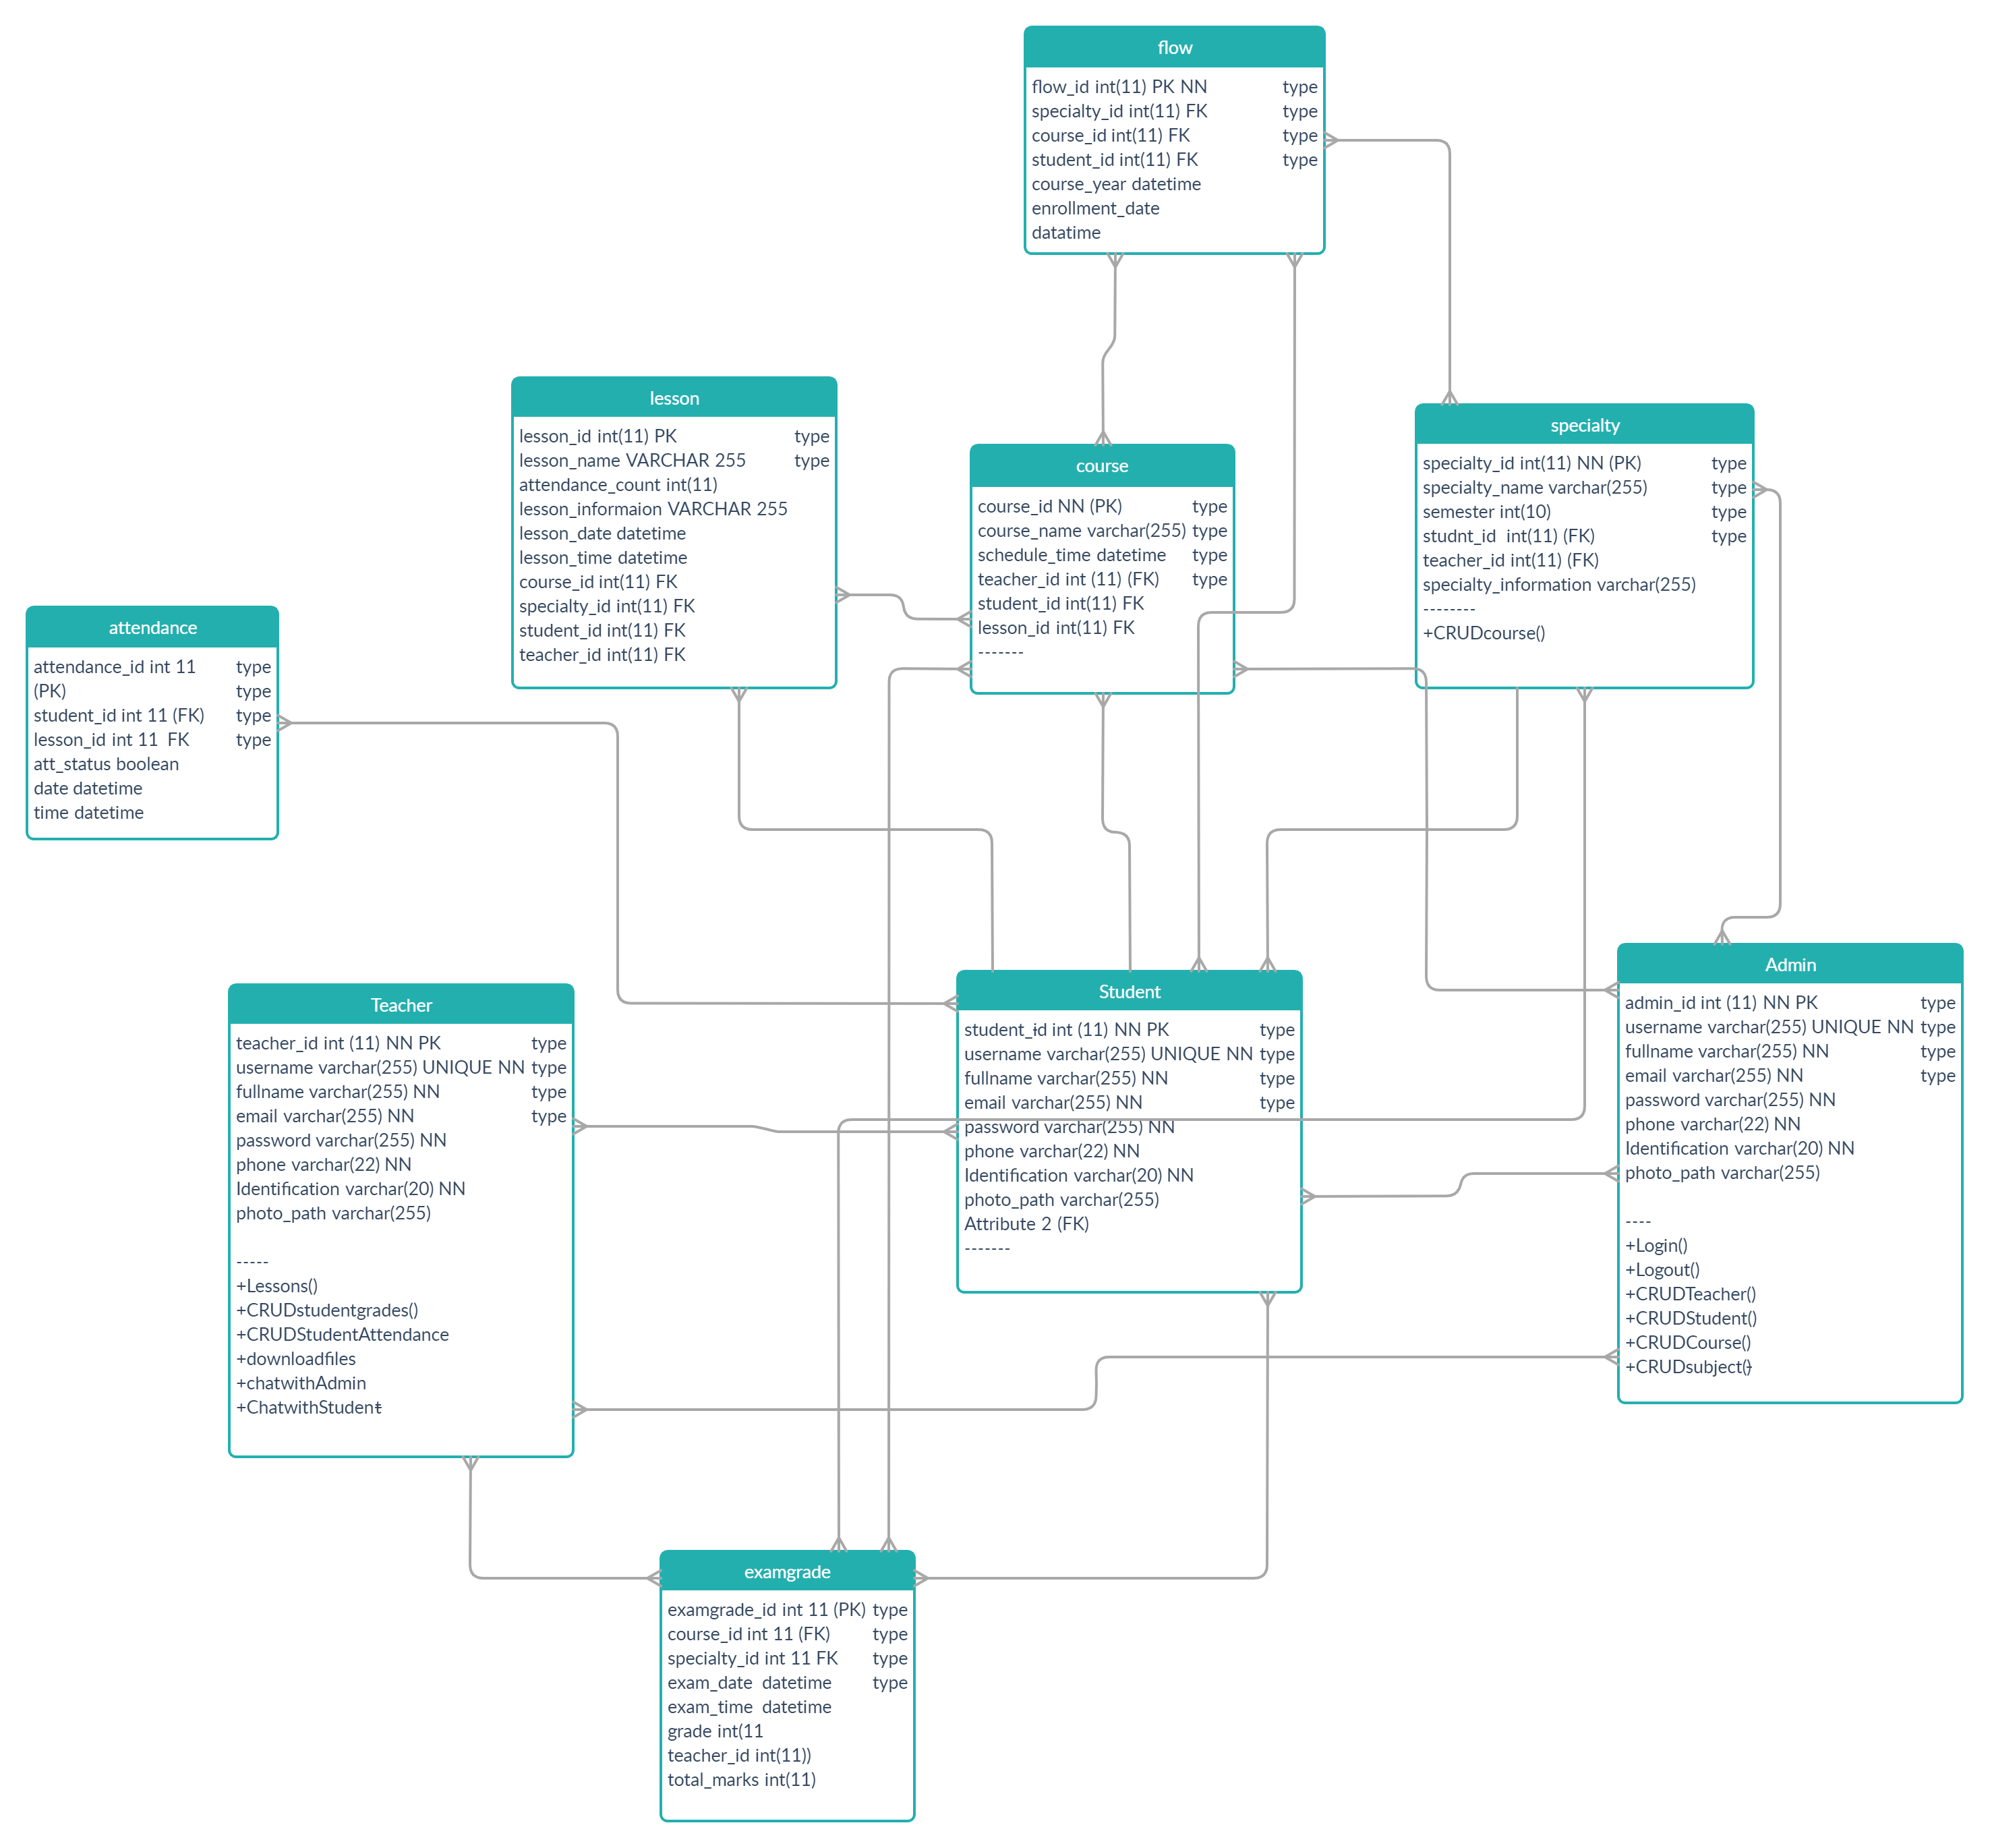 flow
flow_id int(11) PK NN type
specialty_id int(11) FK type
course_id int(11) FK type
student_id int(11) FK type
course_year datetime
enrollment_date
datatime
lesson
lesson_id int(11) PK type
lesson_name VARCHAR 255 type
attendance_count int(11)
lesson_informaion VARCHAR 255
lesson_date datetime
lesson_time datetime
course_id int(11) FK
specialty_id int(11) FK
student_id int(11) FK
teacher_id int(11) FK
course
course_id NN (PK) type
course_name varchar(255) type
schedule_time datetime type
teacher_id int (11) (FK) type
student_id int(11) FK
lesson_id int(11) FK
-------
specialty
specialty_id int(11) NN (PK) type
specialty_name varchar(255) type
semester int(10) type
studnt_id int(11) (FK) type
teacher_id int(11) (FK)
specialty_information varchar(255)
--------
+CRUDcourse()
attendance
attendance_id int 11 type
(PK) type
student_id int 11 (FK) type
lesson_id int 11 FK type
att_status boolean
date datetime
time datetime
Teacher
teacher_id int (11) NN PK type
username varchar(255) UNIQUE NN type
fullname varchar(255) NN type
email varchar(255) NN type
password varchar(255) NN
phone varchar(22) NN
Identification varchar(20) NN
photo_path varchar(255)
-----
+Lessons()
+CRUDstudentgrades()
+CRUDStudentAttendance
+downloadfiles
+chatwithAdmin
+ChatwithStudent
Student
student_id int (11) NN PK type
username varchar(255) UNIQUE NN type
fullname varchar(255) NN type
email varchar(255) NN type
password varchar(255) NN
phone varchar(22) NN
Identification varchar(20) NN
photo_path varchar(255)
Attribute 2 (FK)
-------
Admin
admin_id int (11) NN PK type
username varchar(255) UNIQUE NN type
fullname varchar(255) NN type
email varchar(255) NN type
password varchar(255) NN
phone varchar(22) NN
Identification varchar(20) NN
photo_path varchar(255)
----
+Login()
+Logout()
+CRUDTeacher()
+CRUDStudent()
+CRUDCourse()
+CRUDsubject()
examgrade
examgrade_id int 11 (PK) type
course_id int 11 (FK) type
specialty_id int 11 FK type
exam_date datetime type
exam_time datetime
grade int(11
teacher_id int(11))
total_marks int(11)